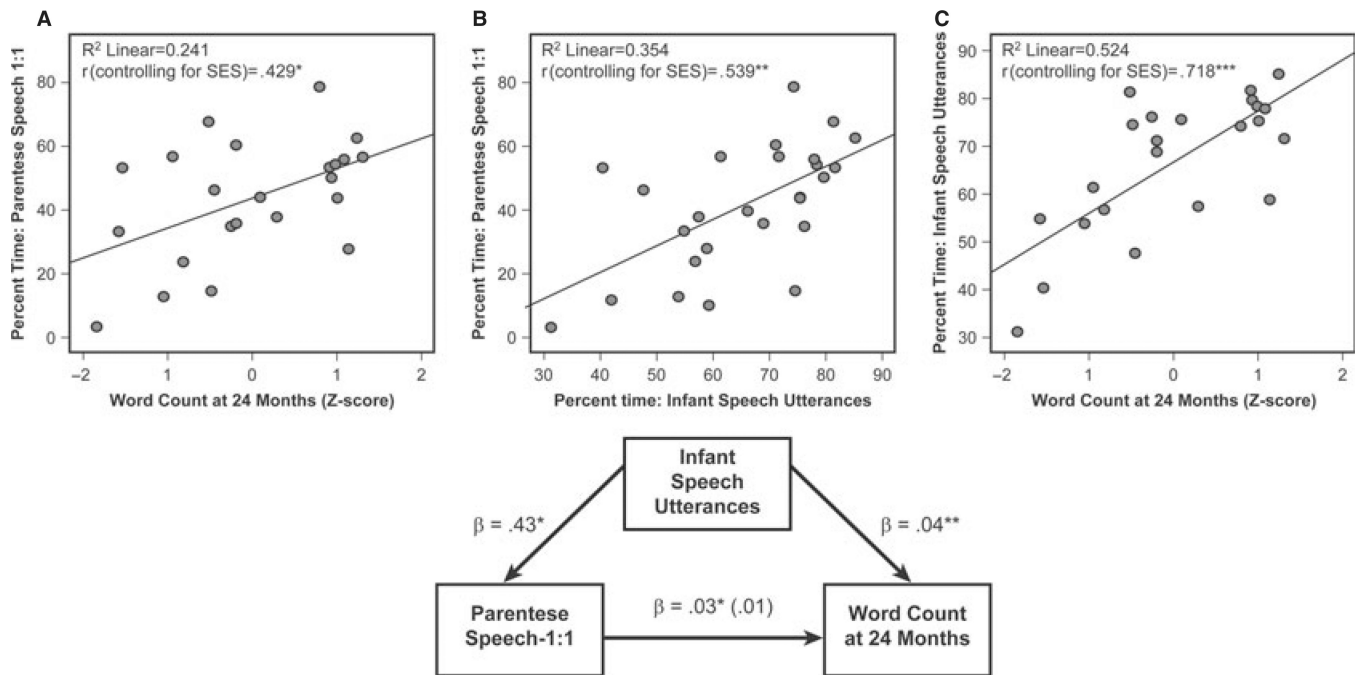 A
R² Linear=0.241
r(controlling for SES)=.429*
Percent Time: Parentese Speech 1:1
80
60
40
20
0
–2
1
0
1
2
Word Count at 24 Months (Z-score)
B
R² Linear=0.354
r(controlling for SES)=.539**
Percent Time: Parentese Speech 1:1
80
60
40
20
0
30
40
50
60
70
80
90
Percent time: Infant Speech Utterances
C
R² Linear=0.524
r(controlling for SES)=.718***
Percent Time: Infant Speech Utterances
90
80
70
60
50
40
30
–2
1
0
1
2
Word Count at 24 Months (Z-score)
Infant
Speech
Utterances
β = .43*
β = .04**
Parentese
Speech-1:1
β = .03* (.01)
Word Count
at 24 Months